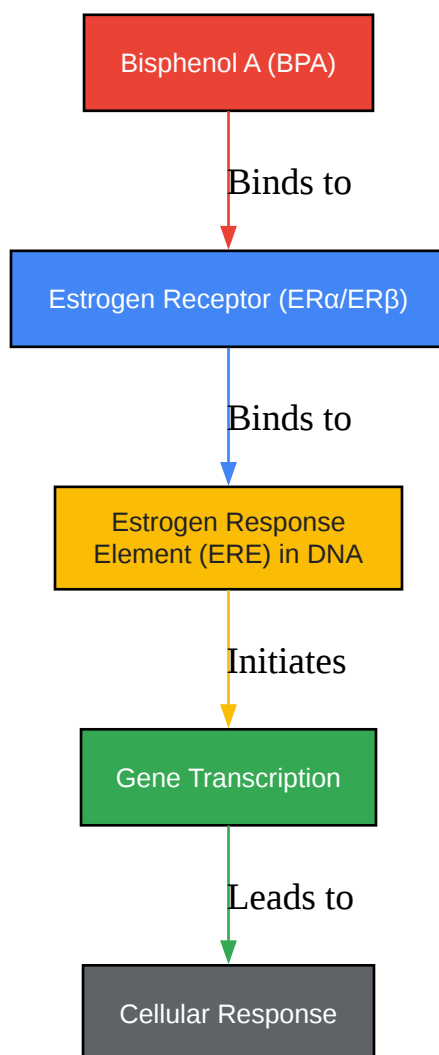 Bisphenol A (BPA)
Binds to
Estrogen Receptor (ERα/ERβ)
Binds to
Estrogen Response
Element (ERE) in DNA
Initiates
Gene Transcription
Leads to
Cellular Response